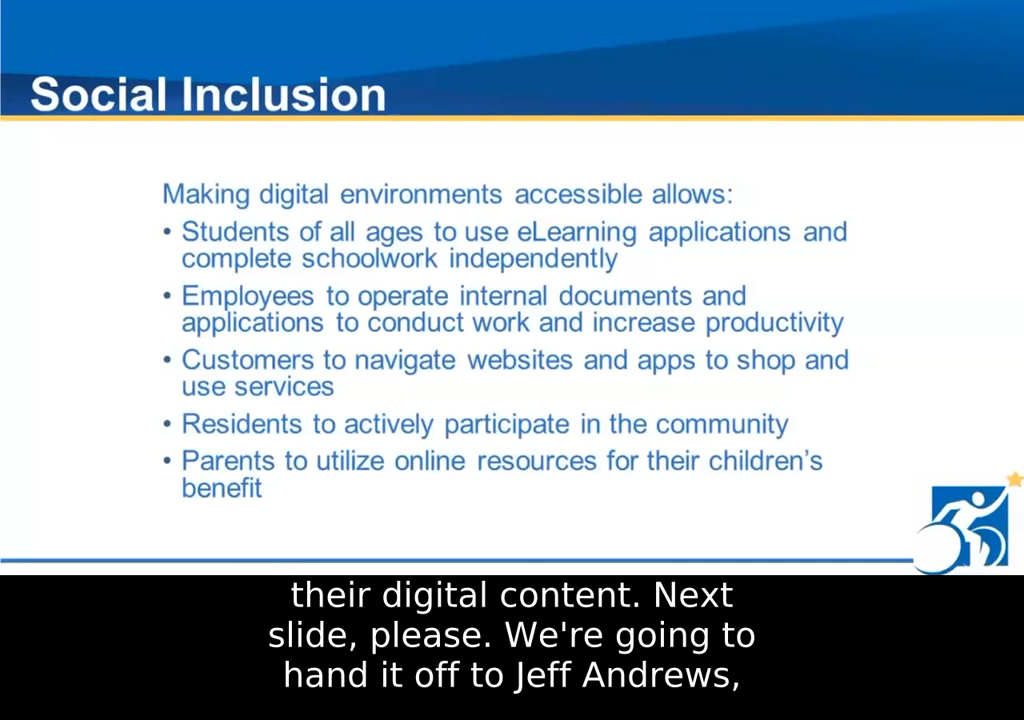 Social Inclusion
Making digital environments accessible allows:
• Students of all ages to use eLearning applications and
complete schoolwork independently
• Employees to operate internal documents and
applications to conduct work and increase productivity
• Customers to navigate websites and apps to shop and
use services
• Residents to actively participate in the community
• Parents to utilize online resources for their children’s
benefit
their digital content. Next
slide, please. We're going to
hand it off to Jeff Andrews,